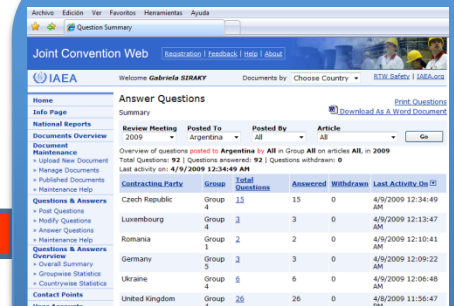 Archivo Edición Ver Favoritos Herramientas Ayuda
Question Summary
Joint Convention Web Registration | Feedback | Help | About
IAEA Welcome Gabriela SIRAKY Documents by Choose Country RTW Safety | IAEA.org
Home
Info Page
National Reports
Documents Overview
Document Maintenance
» Upload New Document
» Manage Documents
» Published Documents
» Maintenance Help
Questions & Answers
» Post Questions
» Modify Questions
» Answer Questions
» Maintenance Help
Questions & Answers Overview
» Overall Summary
» Groupwise Statistics
» Countrywise Statistics
Contact Points
Answer Questions Print Questions
Summary Download As A Word Document
Review Meeting Posted To Posted By Article
2009 Argentina All All Go
Overview of questions posted to Argentina by All in Group All on articles All, in 2009
Total Questions: 92 | Questions answered: 92 | Questions withdrawn: 0
Last activity on: 4/9/2009 12:34:49 AM
Contracting Party Group Total Questions Answered Withdrawn Last Activity On
Czech Republic Group 4 15 15 0 4/9/2009 12:34:49 AM
Luxembourg Group 4 3 3 0 4/9/2009 12:13:47 AM
Romania Group 1 2 2 0 4/9/2009 12:10:41 AM
Germany Group 5 3 3 0 4/9/2009 12:09:22 AM
Ukraine Group 4 6 6 0 4/9/2009 12:06:48 AM
United Kingdom Group 4 26 26 0 4/8/2009 11:56:47 PM